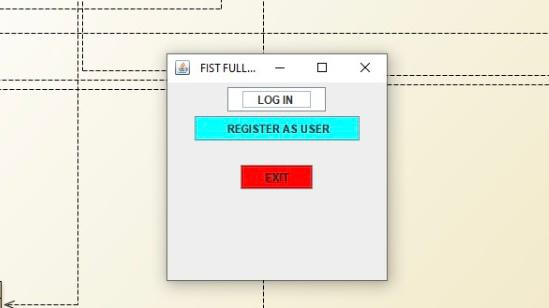 FIST FULL...
LOG IN
REGISTER AS USER
EXIT